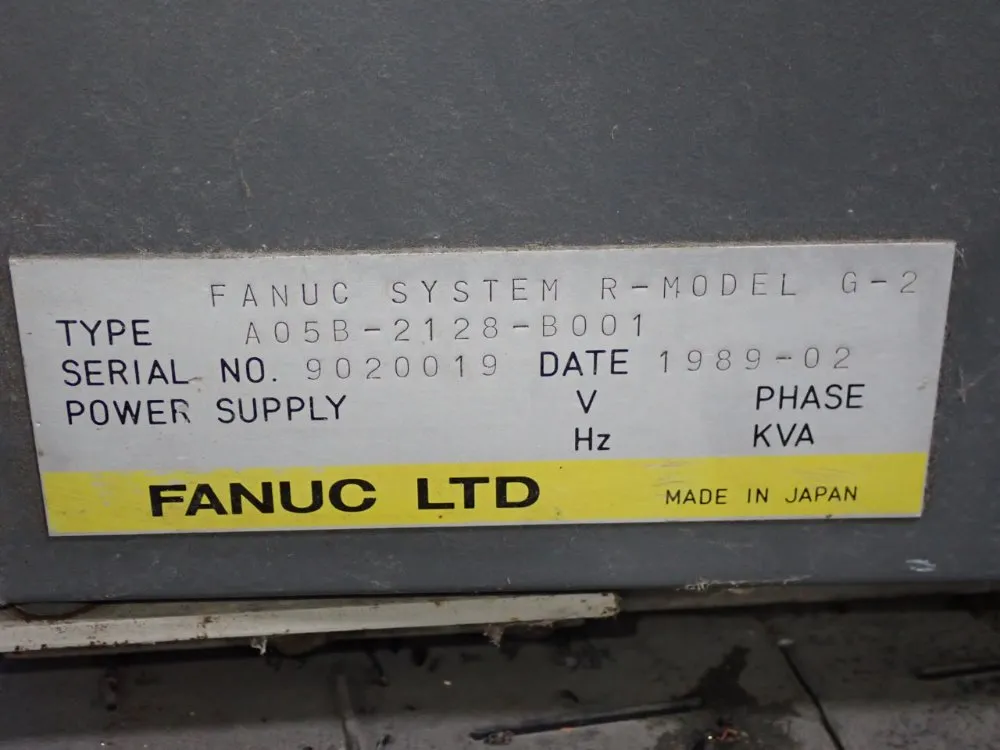 FANUC SYSTEM R-MODEL G-2
TYPE A05B-2128-B001
SERIAL NO. 9020019 DATE 1989-02
POWER SUPPLY V PHASE
Hz KVA
FANUC LTD MADE IN JAPAN